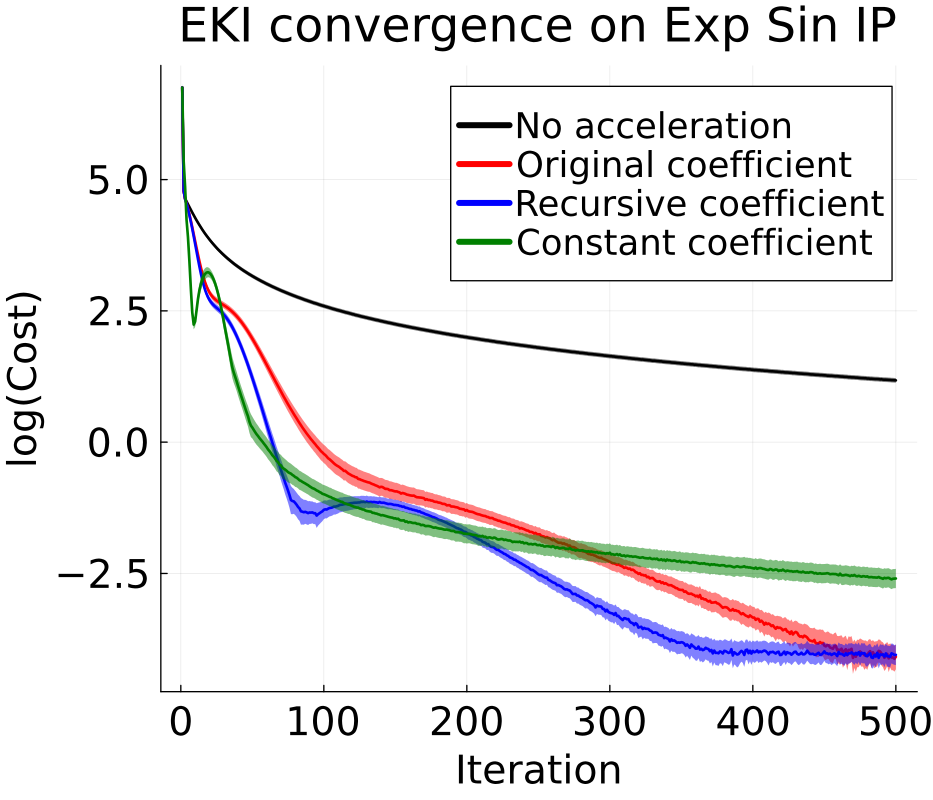 EKI convergence on Exp Sin IP
No acceleration
Original coefficient
Recursive coefficient
Constant coefficient
log(Cost)
5.0
2.5
0.0
−2.5
0 100 200 300 400 500
Iteration